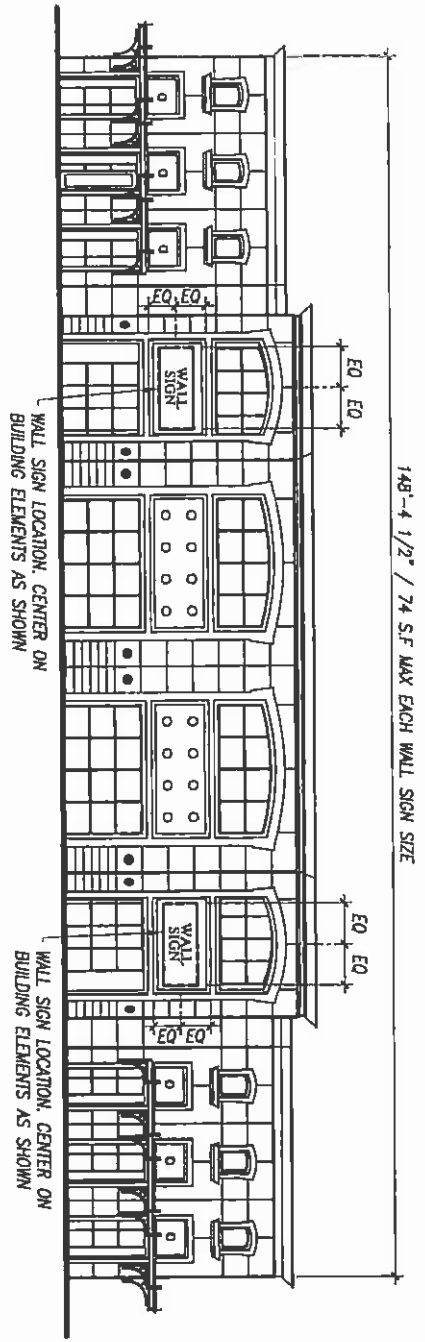 148'-4 1/2" / 74 S.F MAX EACH WALL SIGN SIZE
EQ EQ
EQ EQ
EQ EQ
EQ EQ
WALL
SIGN
WALL
SIGN
WALL SIGN LOCATION, CENTER ON
BUILDING ELEMENTS AS SHOWN
WALL SIGN LOCATION, CENTER ON
BUILDING ELEMENTS AS SHOWN